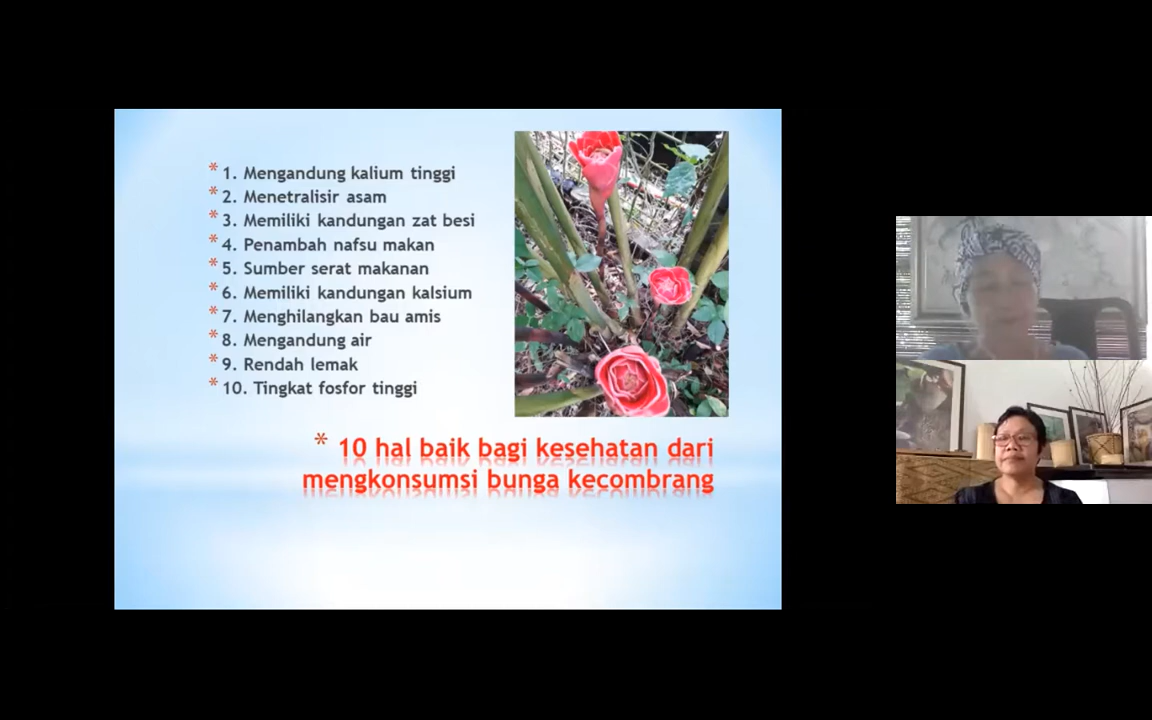 * 1. Mengandung kalium tinggi
* 2. Menetralisir asam
* 3. Memiliki kandungan zat besi
* 4. Penambah nafsu makan
* 5. Sumber serat makanan
* 6. Memiliki kandungan kalsium
* 7. Menghilangkan bau amis
* 8. Mengandung air
* 9. Rendah lemak
* 10. Tingkat fosfor tinggi
* 10 hal baik bagi kesehatan dari
mengkonsumsi bunga kecombrang